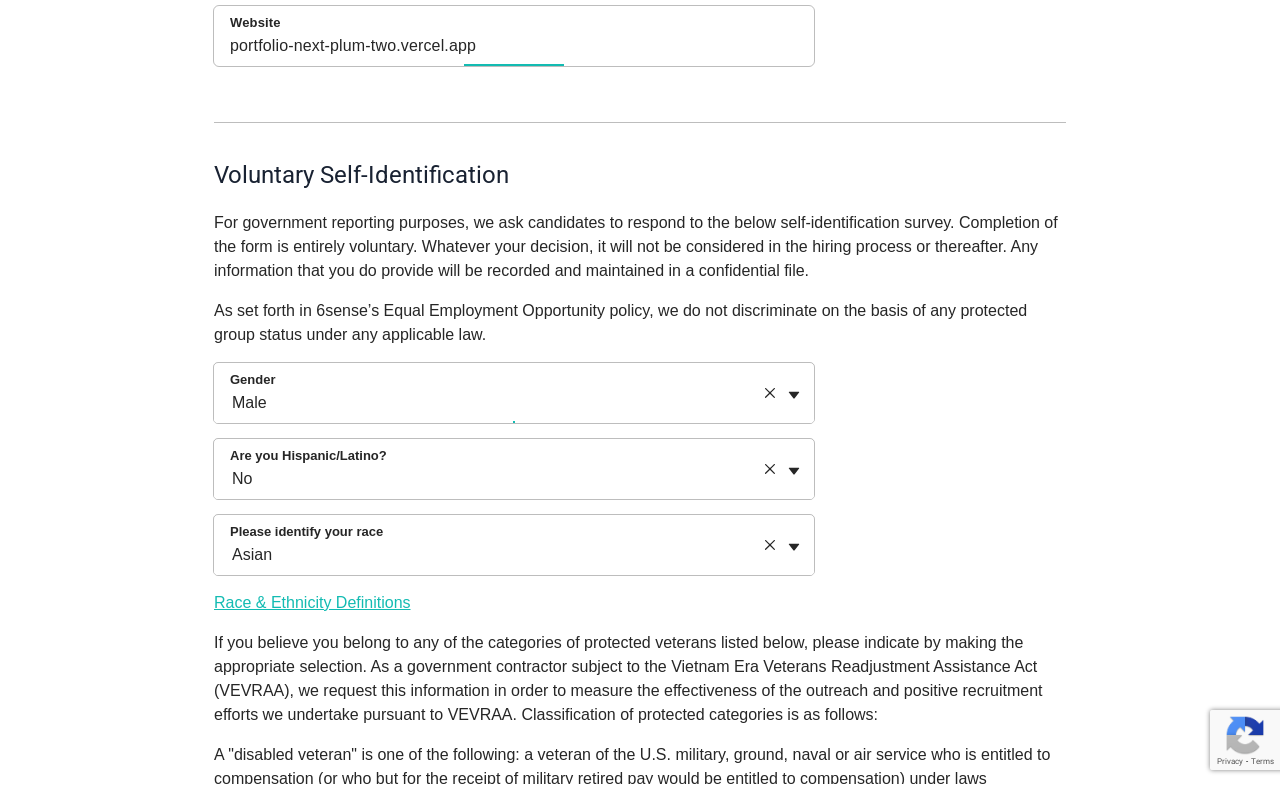 Website
portfolio-next-plum-two.vercel.app
Voluntary Self-Identification
For government reporting purposes, we ask candidates to respond to the below self-identification survey. Completion of
the form is entirely voluntary. Whatever your decision, it will not be considered in the hiring process or thereafter. Any
information that you do provide will be recorded and maintained in a confidential file.
As set forth in 6sense’s Equal Employment Opportunity policy, we do not discriminate on the basis of any protected
group status under any applicable law.
Gender
Male
Are you Hispanic/Latino?
No
Please identify your race
Asian
Race & Ethnicity Definitions
If you believe you belong to any of the categories of protected veterans listed below, please indicate by making the
appropriate selection. As a government contractor subject to the Vietnam Era Veterans Readjustment Assistance Act
(VEVRAA), we request this information in order to measure the effectiveness of the outreach and positive recruitment
efforts we undertake pursuant to VEVRAA. Classification of protected categories is as follows:
A "disabled veteran" is one of the following: a veteran of the U.S. military, ground, naval or air service who is entitled to
compensation (or who but for the receipt of military retired pay would be entitled to compensation) under laws
Privacy - Terms